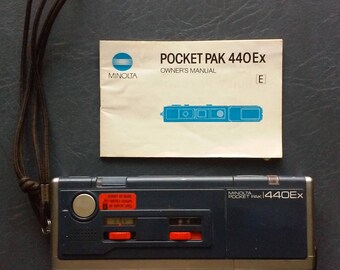 MINOLTA
POCKET PAK 440Ex
OWNER'S MANUAL
E
MINOLTA
POCKET PAK 440Ex